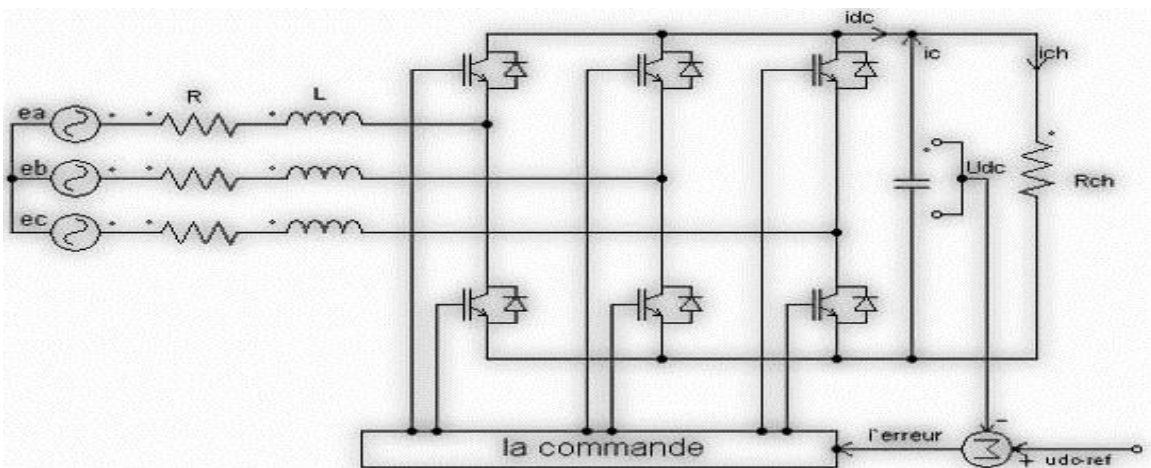 idc
ic
ich
R
L
ea
eb
Udc
Rch
ec
la commande
l'erreur
-
Σ
+
udc-ref